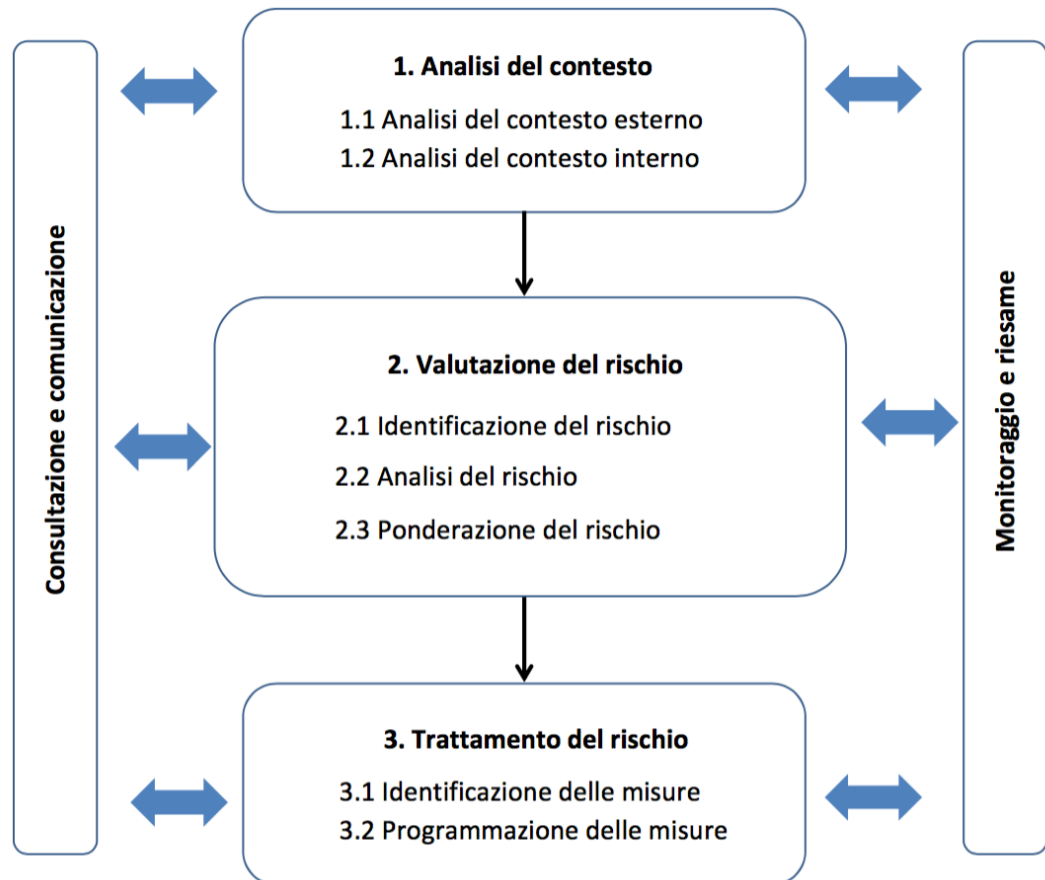 Consultazione e comunicazione
1. Analisi del contesto
1.1 Analisi del contesto esterno
1.2 Analisi del contesto interno
2. Valutazione del rischio
2.1 Identificazione del rischio
2.2 Analisi del rischio
2.3 Ponderazione del rischio
3. Trattamento del rischio
3.1 Identificazione delle misure
3.2 Programmazione delle misure
Monitoraggio e riesame